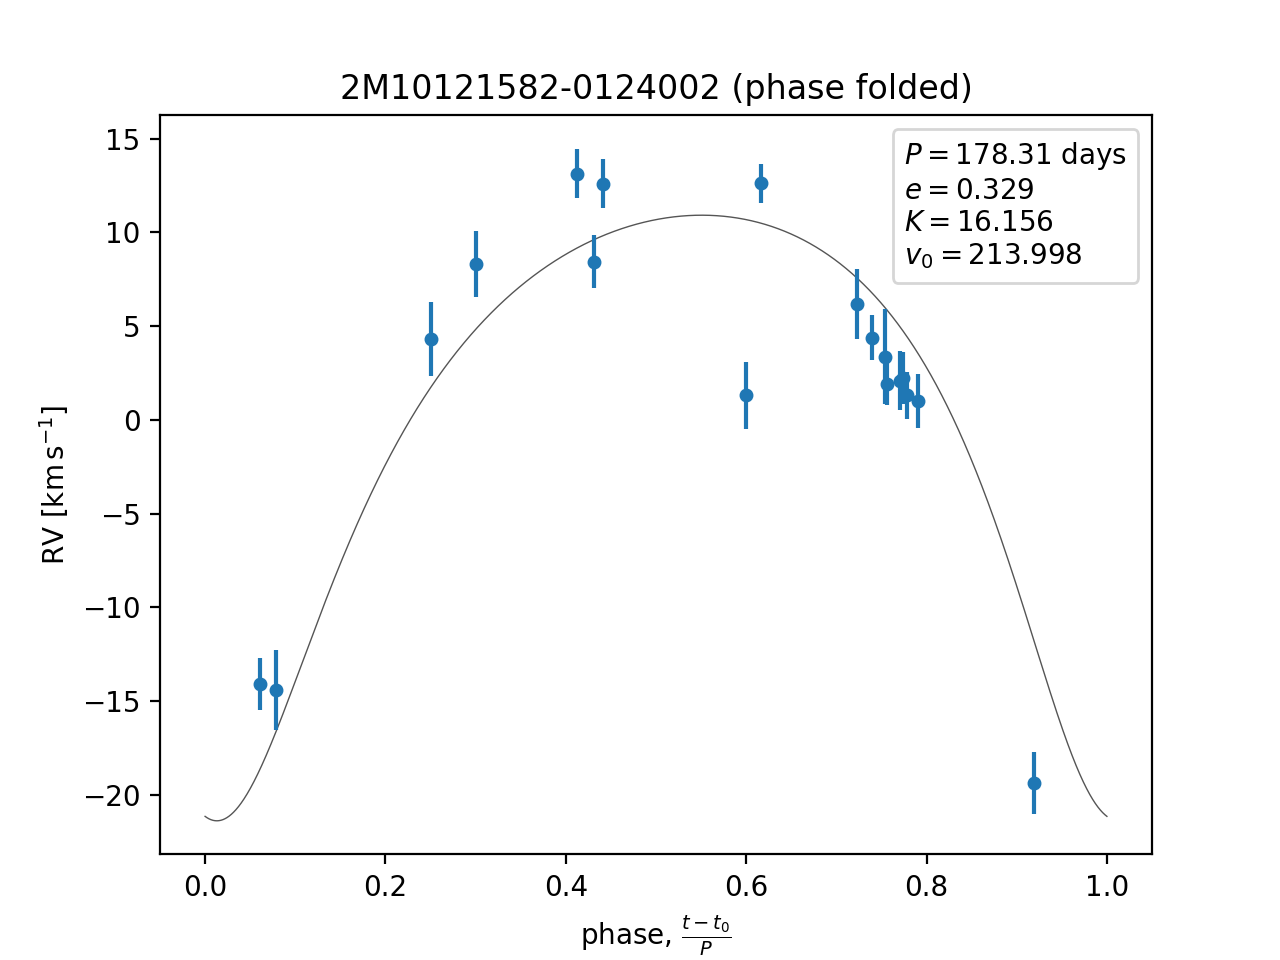 2M10121582-0124002 (phase folded)
P = 178.31 days
e = 0.329
K = 16.156
v₀ = 213.998
15
10
5
0
−5
−10
−15
−20
RV [km s⁻¹]
0.0 0.2 0.4 0.6 0.8 1.0
phase, (t − t₀)/P